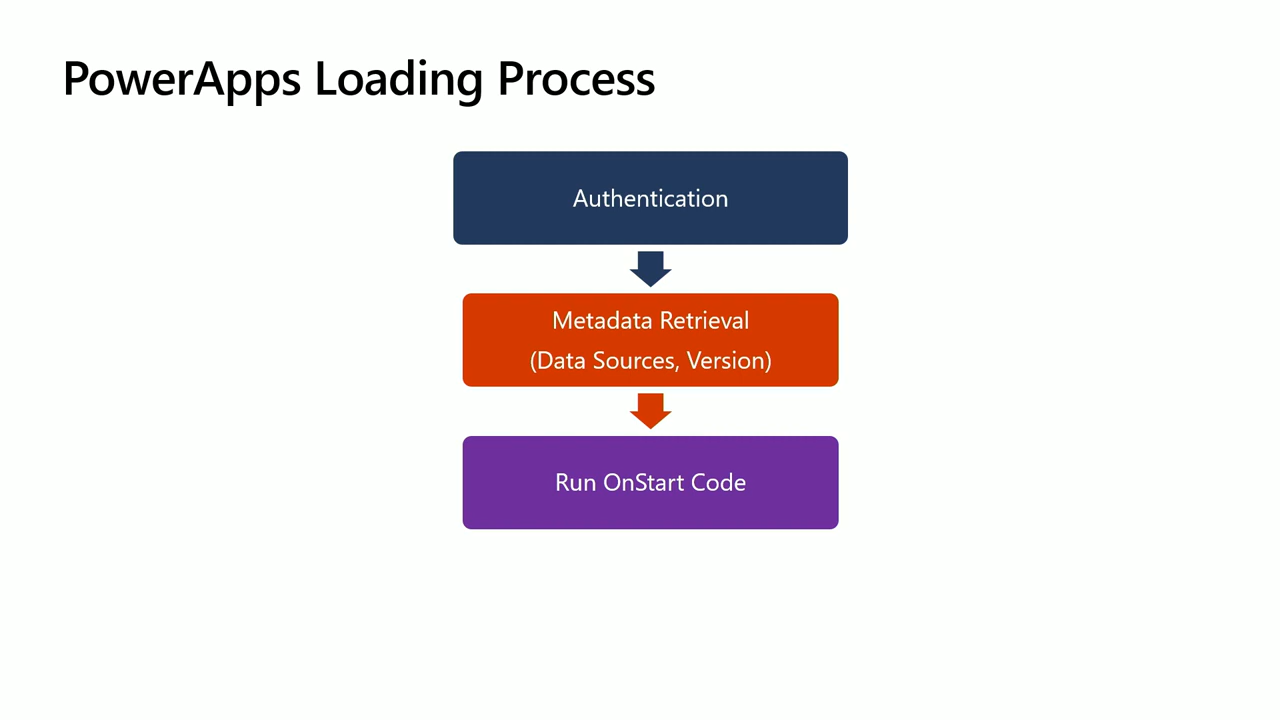 PowerApps Loading Process
Authentication
Metadata Retrieval
(Data Sources, Version)
Run OnStart Code